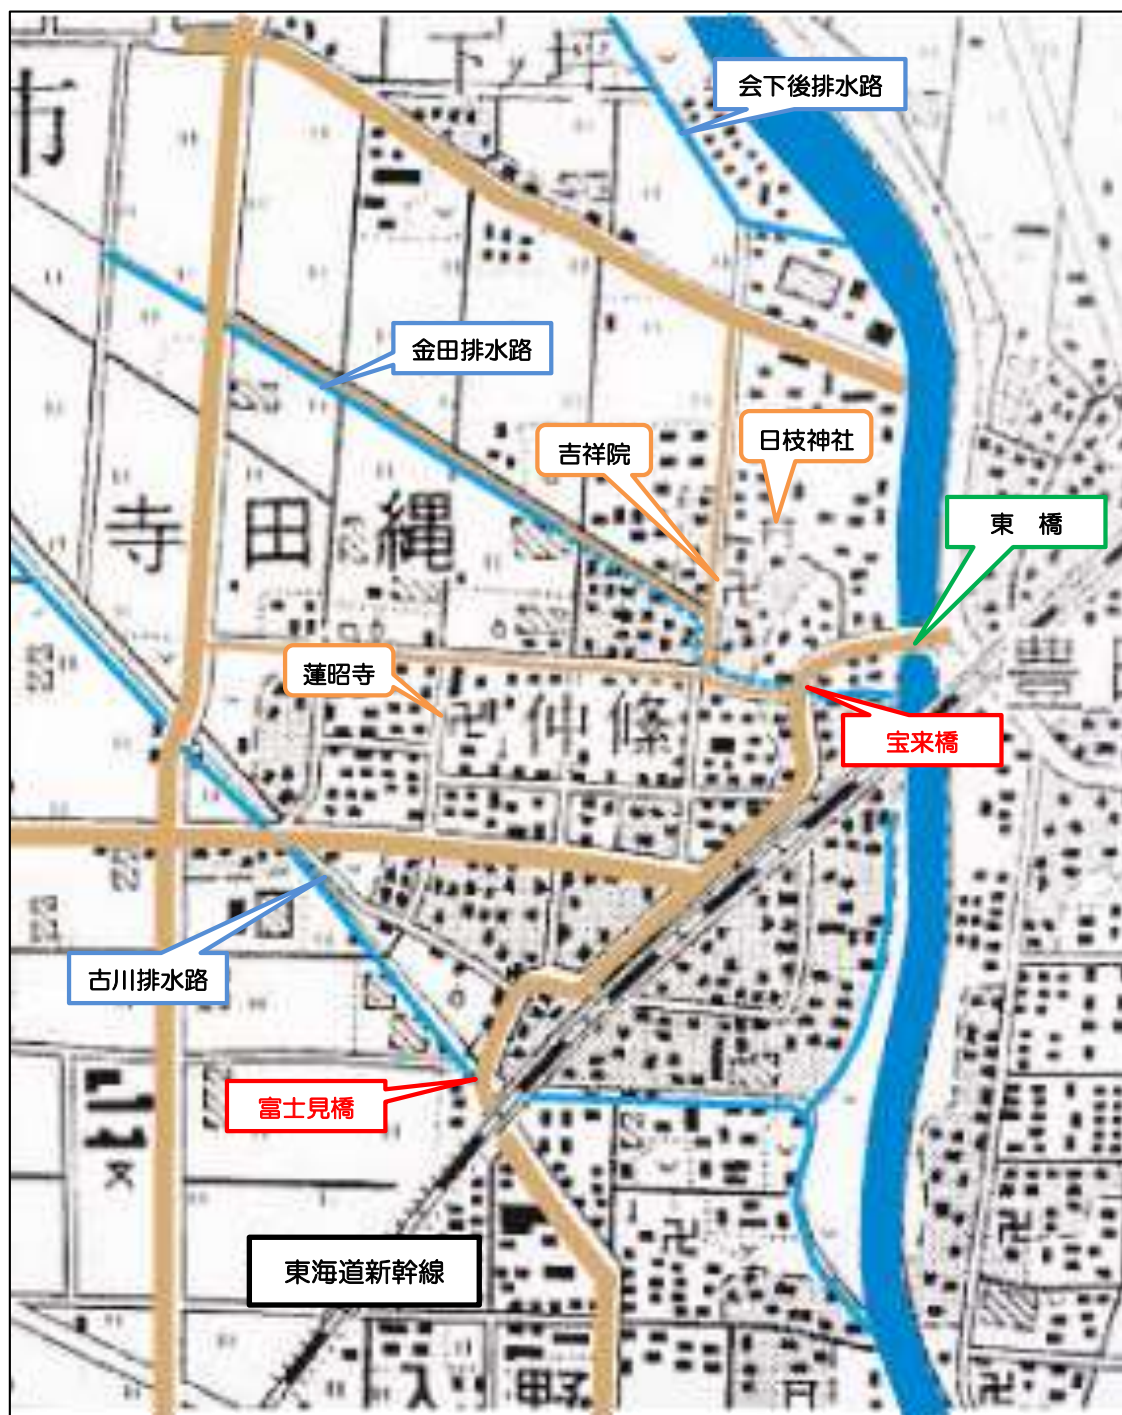 会下後排水路
金田排水路
吉祥院
日枝神社
東 橋
寺田縄
蓮昭寺
仲條
宝来橋
古川排水路
富士見橋
東海道新幹線
入